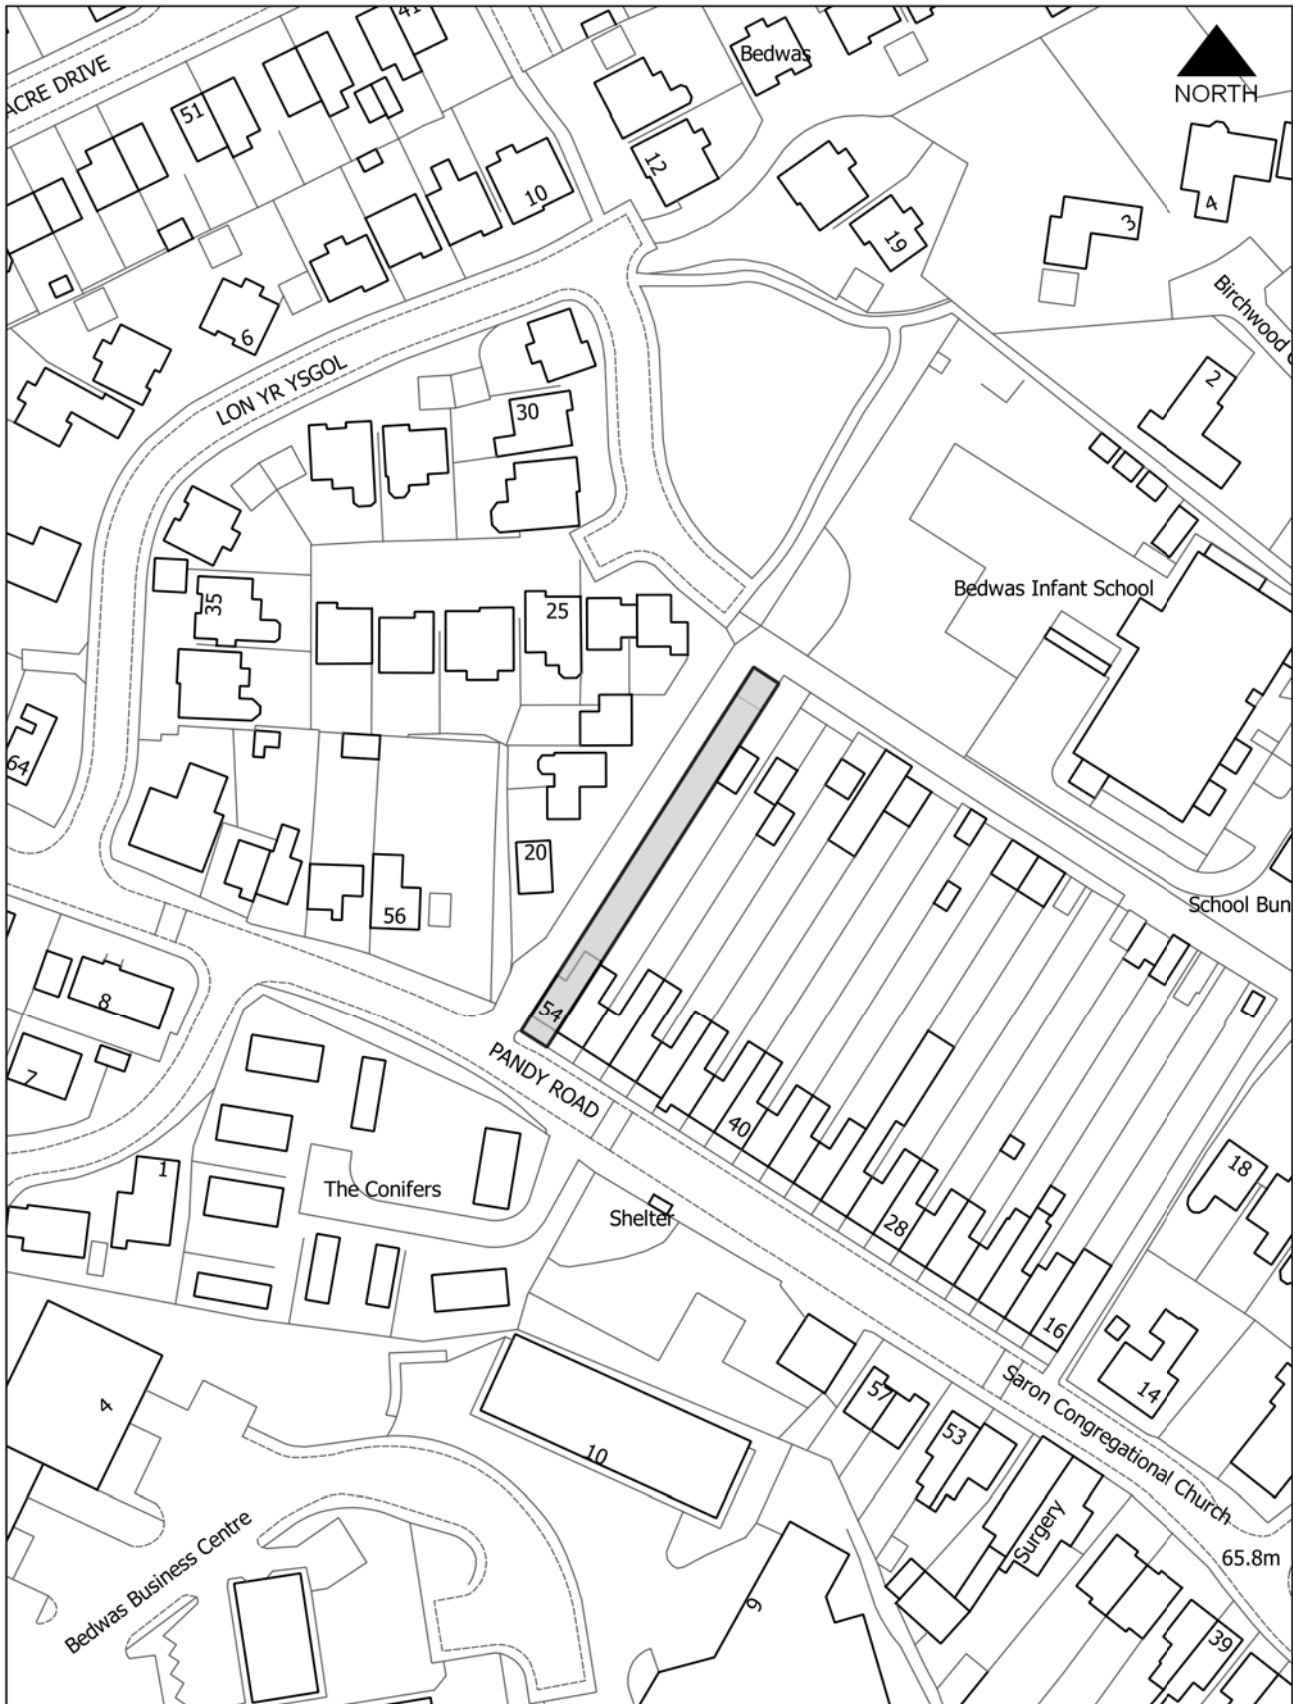 41
ACRE DRIVE
51
Bedwas
NORTH
12
10
4
3
19
6
Birchwood
LON YR YSGOL
2
30
Bedwas Infant School
35
25
64
20
School Bun
56
8
54
PANDY ROAD
7
40
1
The Conifers
18
Shelter
28
16
14
Saron Congregational Church
57
4
53
10
Surgery
Bedwas Business Centre
65.8m
9
39